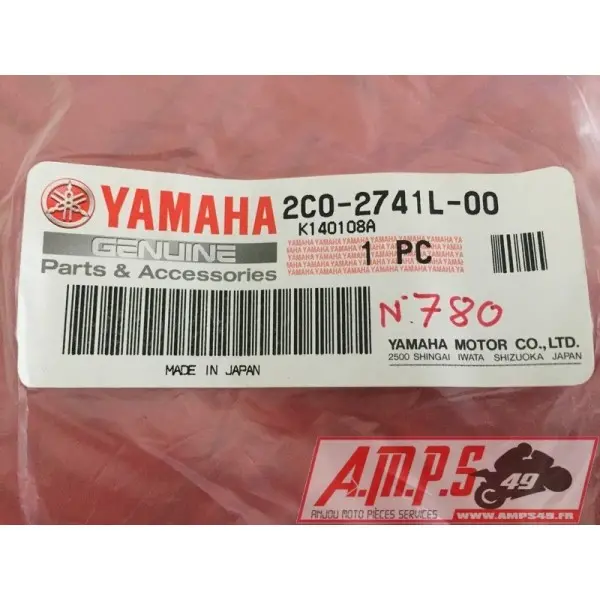 YAMAHA 2C0-2741L-00
K140108A
GENUINE
Parts & Accessories
1 PC
N°780
YAMAHA MOTOR CO., LTD.
2500 SHINGAI IWATA SHIZUOKA JAPAN
MADE IN JAPAN
A.M.P.S 49
ANJOU MOTO PIÈCES SERVICES
WWW.AMPS49.FR